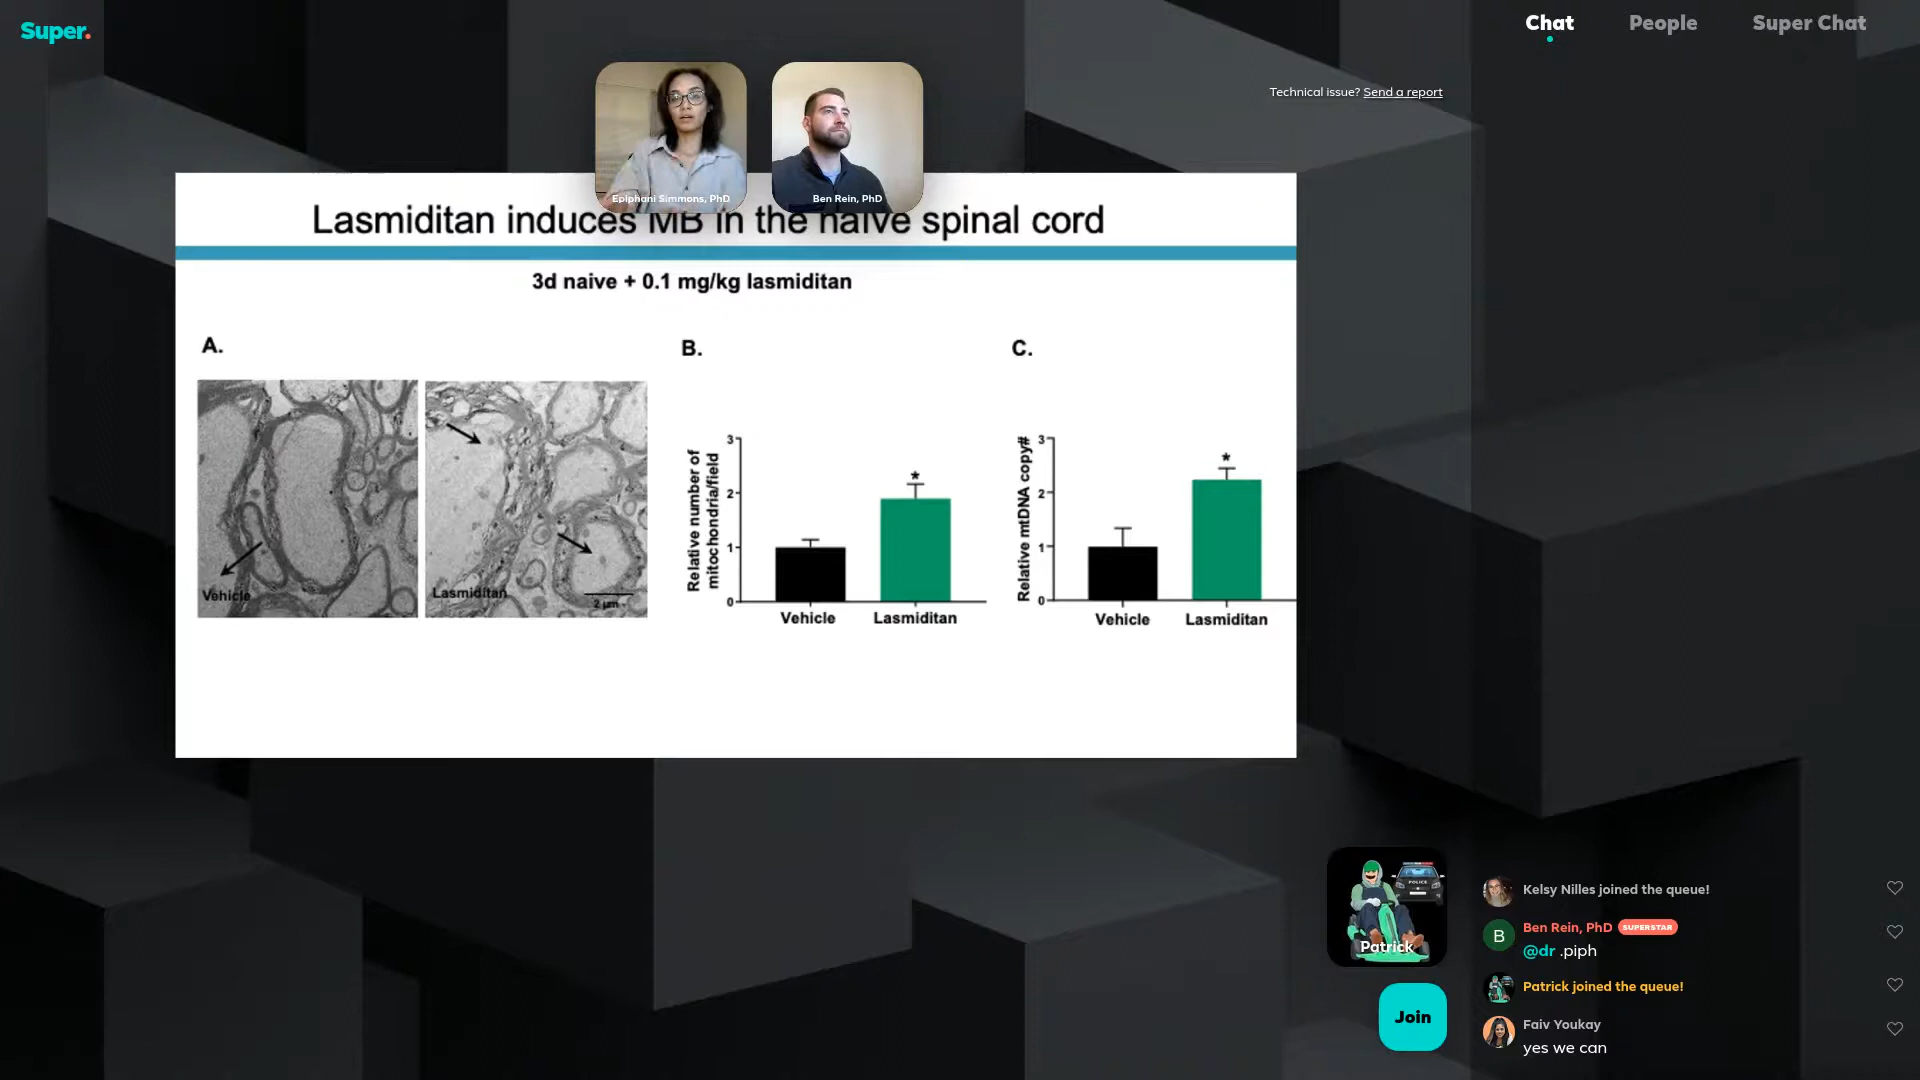 Super.
Chat
People
Super Chat
Technical issue? Send a report
Epiphani Simmons, PhD
Ben Rein, PhD
Lasmiditan induces MB in the naive spinal cord
3d naive + 0.1 mg/kg lasmiditan
A.
B.
C.
Vehicle
Lasmiditan
2 μm
Relative number of
mitochondria/field
3
2
1
0
*
Vehicle
Lasmiditan
Relative mtDNA copy#
3
2
1
0
*
Vehicle
Lasmiditan
POLICE
Patrick
Join
Kelsy Nilles joined the queue!
B
Ben Rein, PhD SUPERSTAR
@dr .piph
Patrick joined the queue!
Faiv Youkay
yes we can